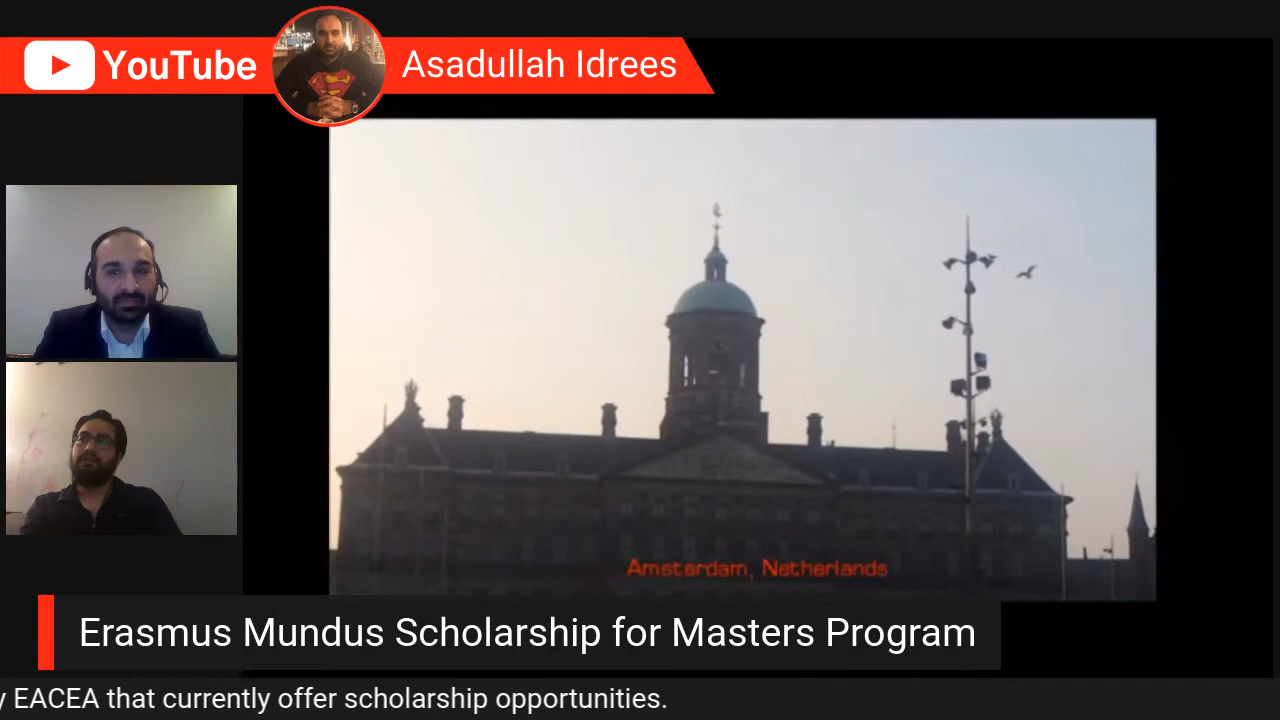 YouTube
Asadullah Idrees
Amsterdam, Netherlands
Erasmus Mundus Scholarship for Masters Program
EACEA that currently offer scholarship opportunities.